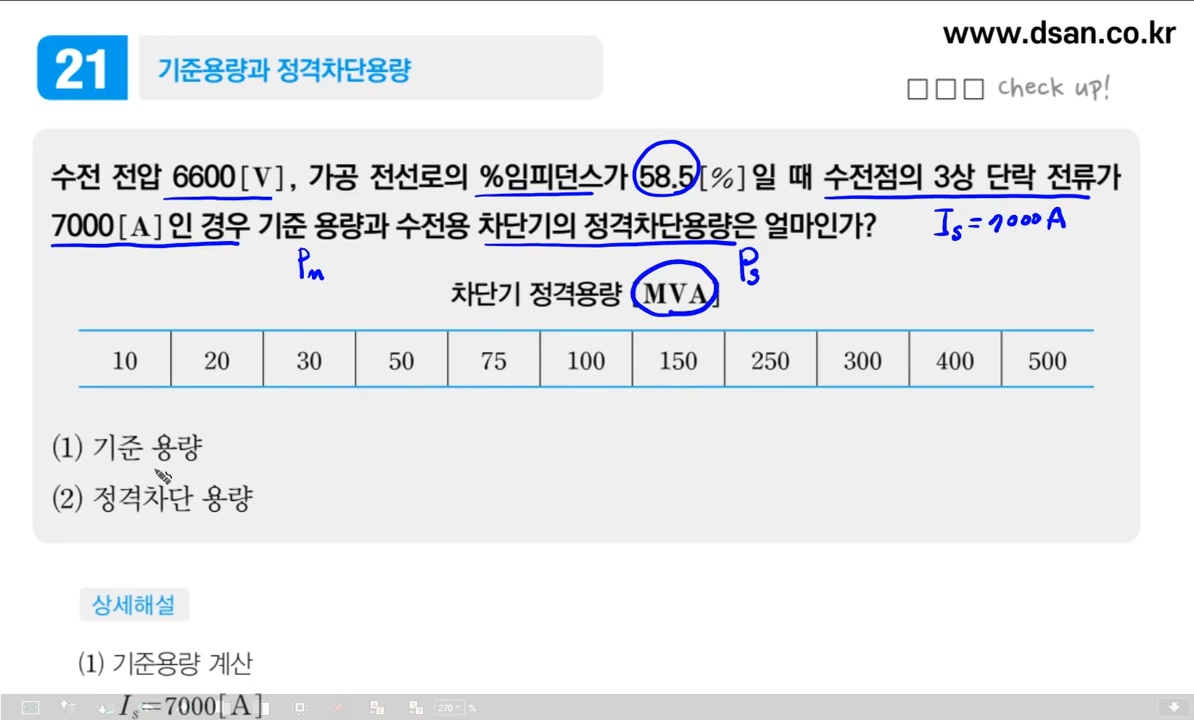 www.dsan.co.kr
21 기준용량과 정격차단용량
□□□ check up!
수전 전압 6600[V], 가공 전선로의 %임피던스가 58.5[%]일 때 수전점의 3상 단락 전류가
7000[A]인 경우 기준 용량과 수전용 차단기의 정격차단용량은 얼마인가?
Is=7000A
Pn
Ps
차단기 정격용량 [MVA]
10 20 30 50 75 100 150 250 300 400 500
(1) 기준 용량
(2) 정격차단 용량
상세해설
(1) 기준용량 계산
Is=7000[A]
270 %